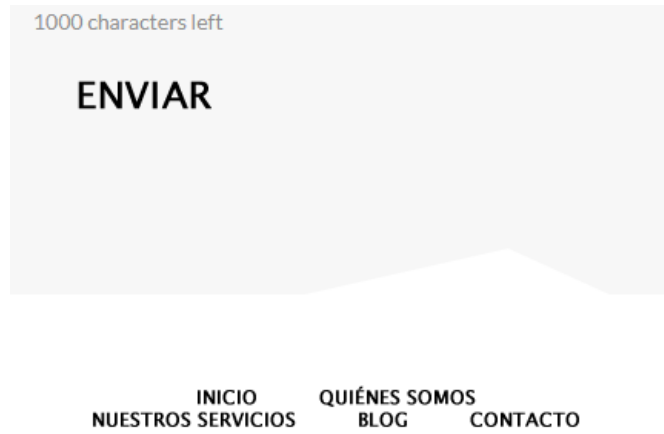 1000 characters left
ENVIAR
INICIO QUIÉNES SOMOS
NUESTROS SERVICIOS BLOG CONTACTO